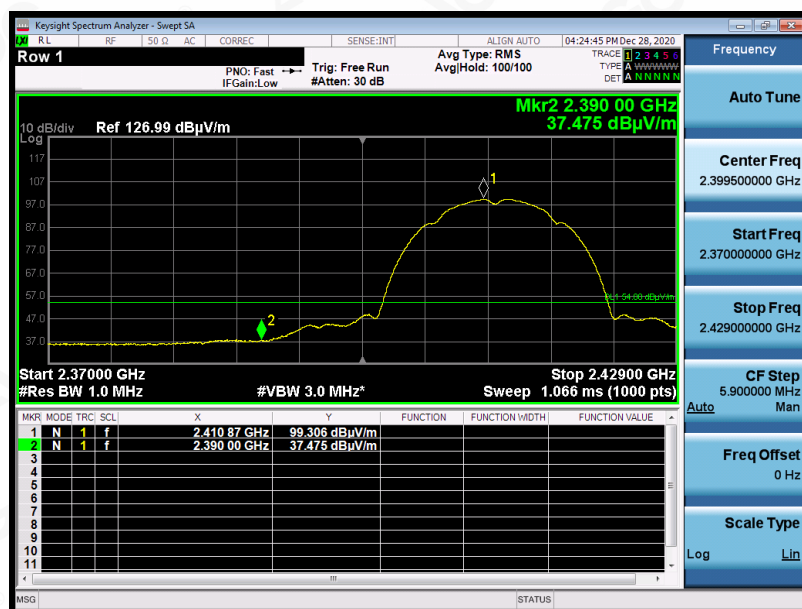 Keysight Spectrum Analyzer - Swept SA
LXI RL RF 50 Ω AC CORREC SENSE:INT ALIGN AUTO 04:24:45 PM Dec 28, 2020
Row 1
PNO: Fast
IFGain:Low
Trig: Free Run
#Atten: 30 dB
Avg Type: RMS
Avg|Hold: 100/100
TRACE 1 2 3 4 5 6
TYPE A WWWWW
DET A N N N N N
Mkr2 2.390 00 GHz
37.475 dBµV/m
10 dB/div Ref 126.99 dBµV/m
Log
117
107
97.0
87.0
77.0
67.0
57.0
47.0
37.0
1
2
DL1 54.00 dBµV/m
Start 2.37000 GHz Stop 2.42900 GHz
#Res BW 1.0 MHz #VBW 3.0 MHz* Sweep 1.066 ms (1000 pts)
MKR MODE TRC SCL X Y FUNCTION FUNCTION WIDTH FUNCTION VALUE
1 N 1 f 2.410 87 GHz 99.306 dBµV/m
2 N 1 f 2.390 00 GHz 37.475 dBµV/m
3
4
5
6
7
8
9
10
11
MSG STATUS
Frequency
Auto Tune
Center Freq
2.399500000 GHz
Start Freq
2.370000000 GHz
Stop Freq
2.429000000 GHz
CF Step
5.900000 MHz
Auto Man
Freq Offset
0 Hz
Scale Type
Log Lin